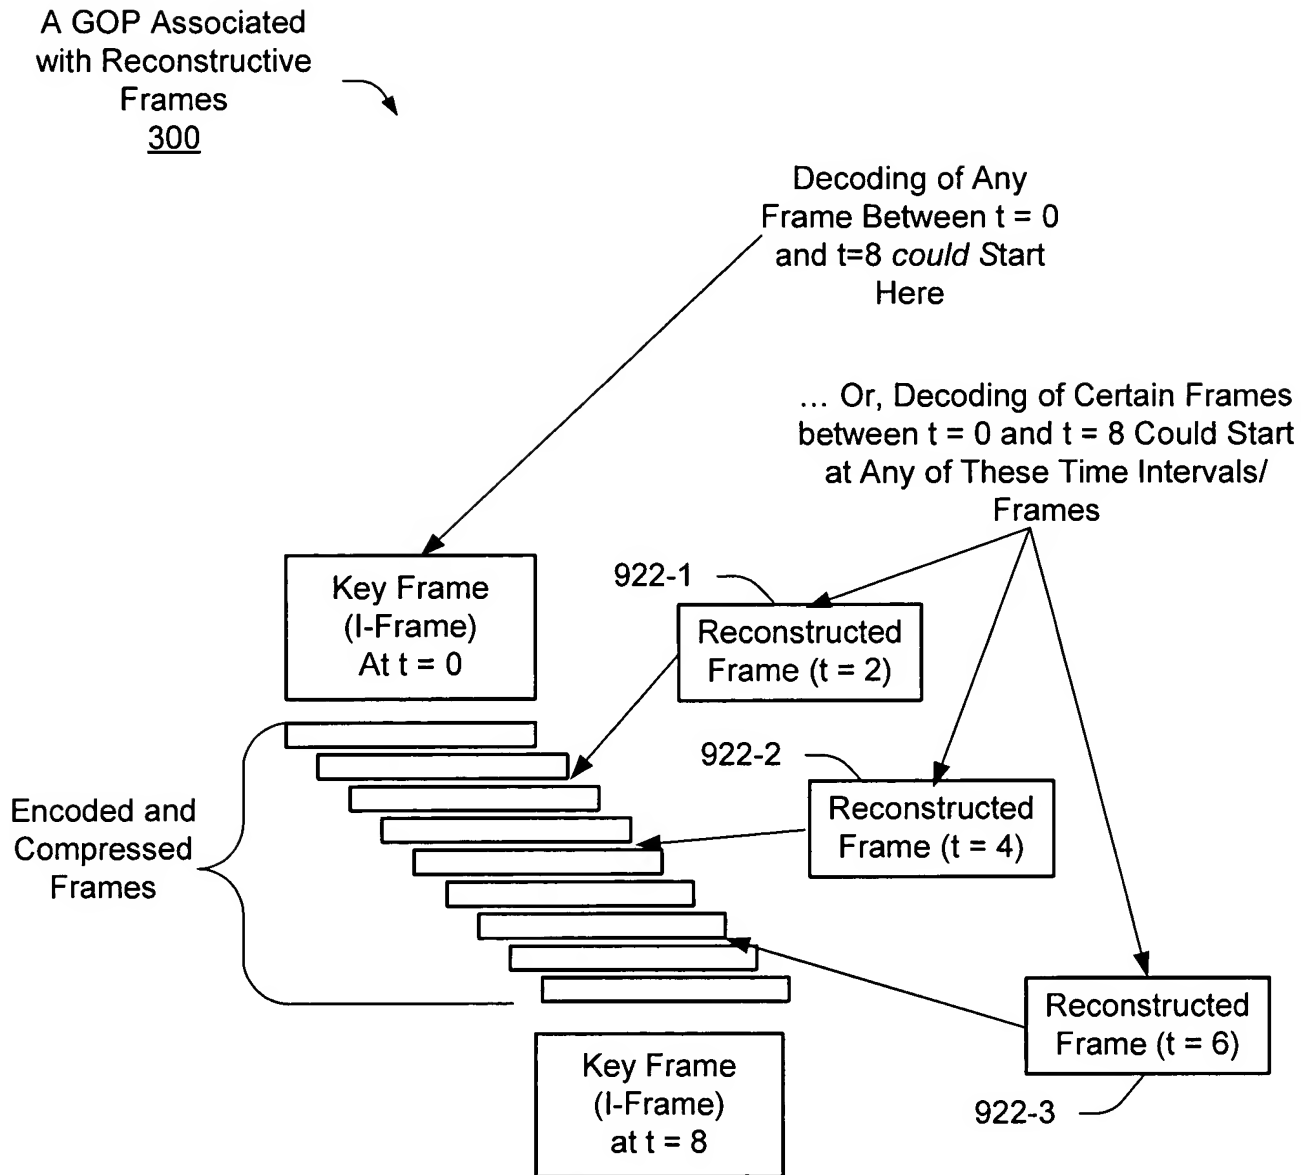 A GOP Associated
with Reconstructive
Frames
300
Decoding of Any
Frame Between t = 0
and t=8 could Start
Here
... Or, Decoding of Certain Frames
between t = 0 and t = 8 Could Start
at Any of These Time Intervals/
Frames
Key Frame
(I-Frame)
At t = 0
922-1
Reconstructed
Frame (t = 2)
922-2
Reconstructed
Frame (t = 4)
Encoded and
Compressed
Frames
Reconstructed
Frame (t = 6)
922-3
Key Frame
(I-Frame)
at t = 8